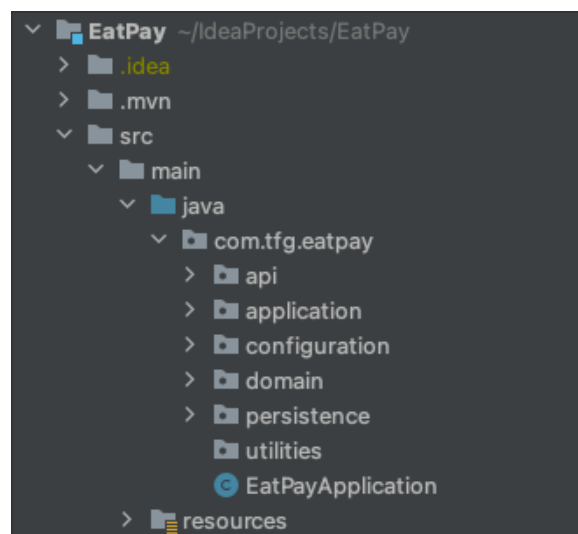 EatPay ~/IdeaProjects/EatPay
.idea
.mvn
src
main
java
com.tfg.eatpay
api
application
configuration
domain
persistence
utilities
C EatPayApplication
resources